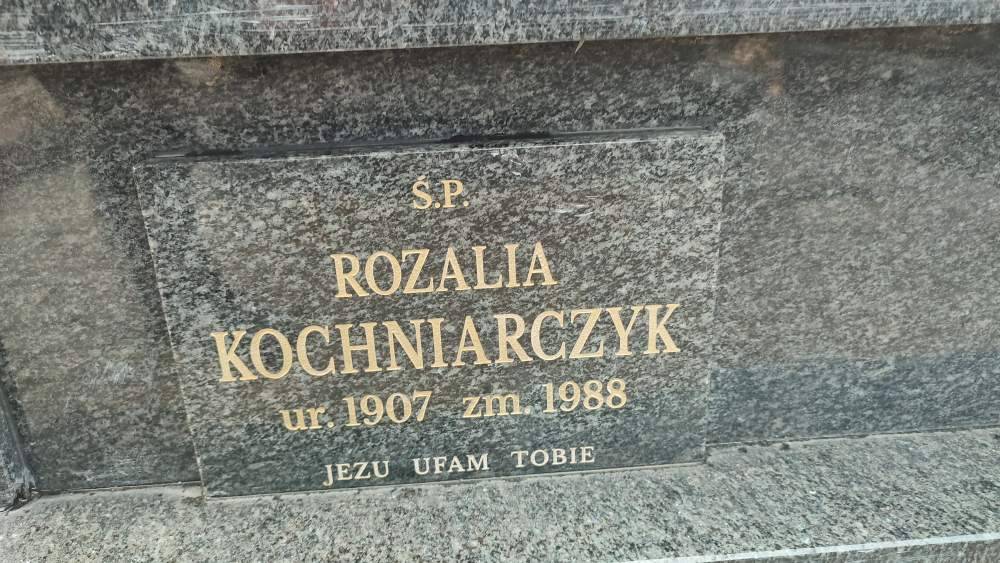 Ś.P.
ROZALIA
KOCHNIARCZYK
ur. 1907 zm. 1988
JEZU UFAM TOBIE